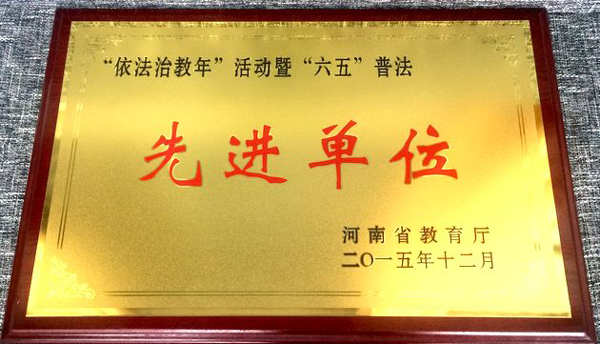 “依法治教年”活动暨“六五”普法
先进单位
河南省教育厅
二〇一五年十二月